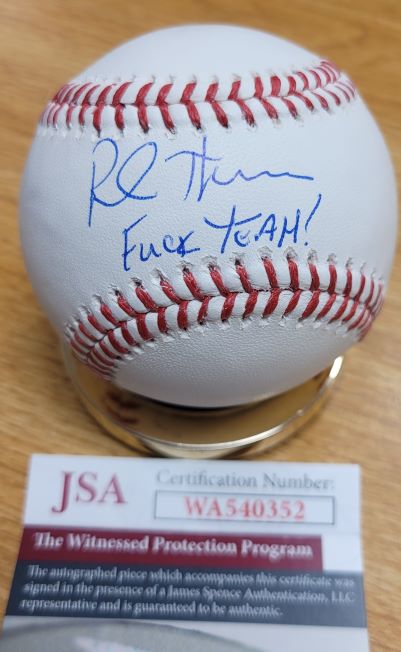 Fuck Yeah!
JSA
Certification Number:
WA540352
The Witnessed Protection Program
The autographed piece which accompanies this certificate was
signed in the presence of a James Spence Authentication, LLC
representative and is guaranteed to be authentic.